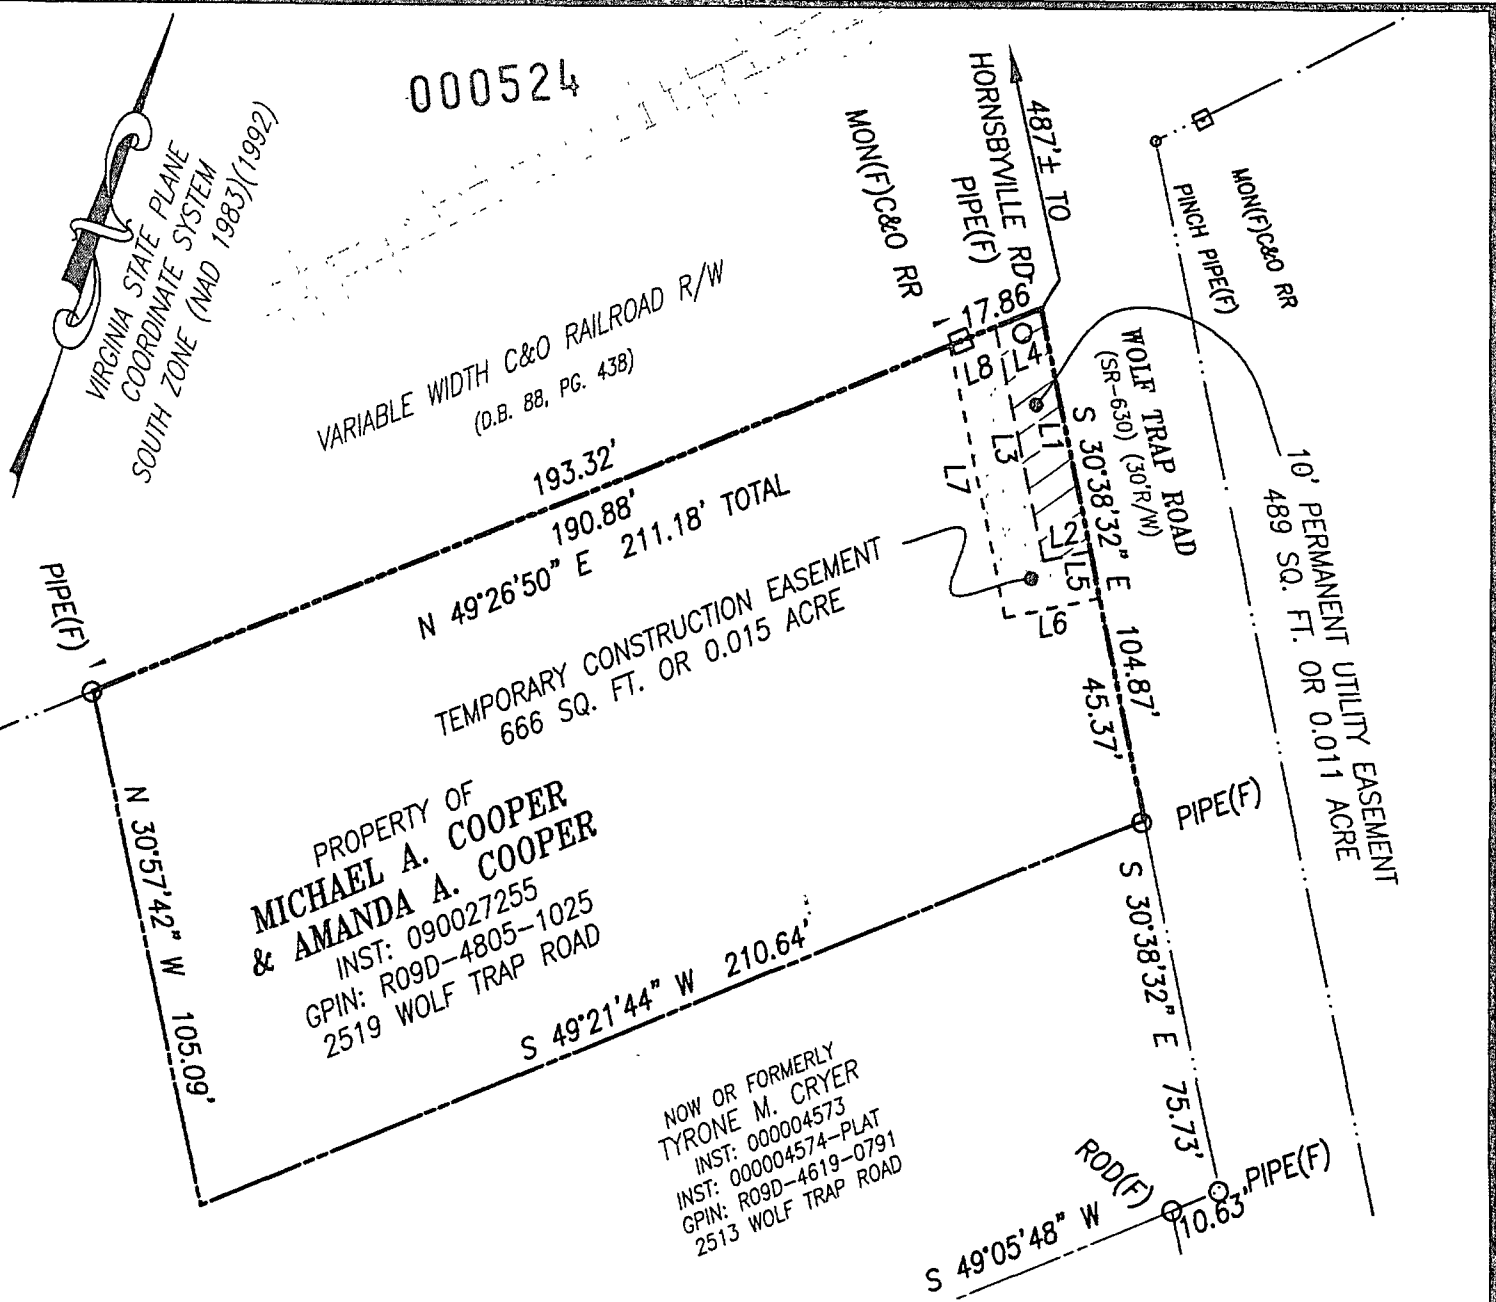 000524
VIRGINIA STATE PLANE
COORDINATE SYSTEM
SOUTH ZONE (NAD 1983)(1992)
487'± TO
HORNSBYVILLE RD.
PIPE(F)
MON(F)C&O RR
MON(F)C&O RR
PINCH PIPE(F)
VARIABLE WIDTH C&O RAILROAD R/W
(D.B. 88, PG. 438)
17.86
L8
L4
L1
L3
L7
L2
L5
L6
WOLF TRAP ROAD
(SR-630) (30'R/W)
S 30°38'32" E 104.87'
45.37'
10' PERMANENT UTILITY EASEMENT
489 SQ. FT. OR 0.011 ACRE
193.32'
190.88'
N 49°26'50" E 211.18' TOTAL
TEMPORARY CONSTRUCTION EASEMENT
666 SQ. FT. OR 0.015 ACRE
PIPE(F)
N 30°57'42" W 105.09'
PROPERTY OF
MICHAEL A. COOPER
& AMANDA A. COOPER
INST: 090027255
GPIN: R09D-4805-1025
2519 WOLF TRAP ROAD
S 49°21'44" W 210.64'
PIPE(F)
S 30°38'32" E 75.73'
NOW OR FORMERLY
TYRONE M. CRYER
INST: 000004573
INST: 000004574-PLAT
GPIN: R09D-4619-0791
2513 WOLF TRAP ROAD
ROD(F)
PIPE(F)
10.63'
S 49°05'48" W